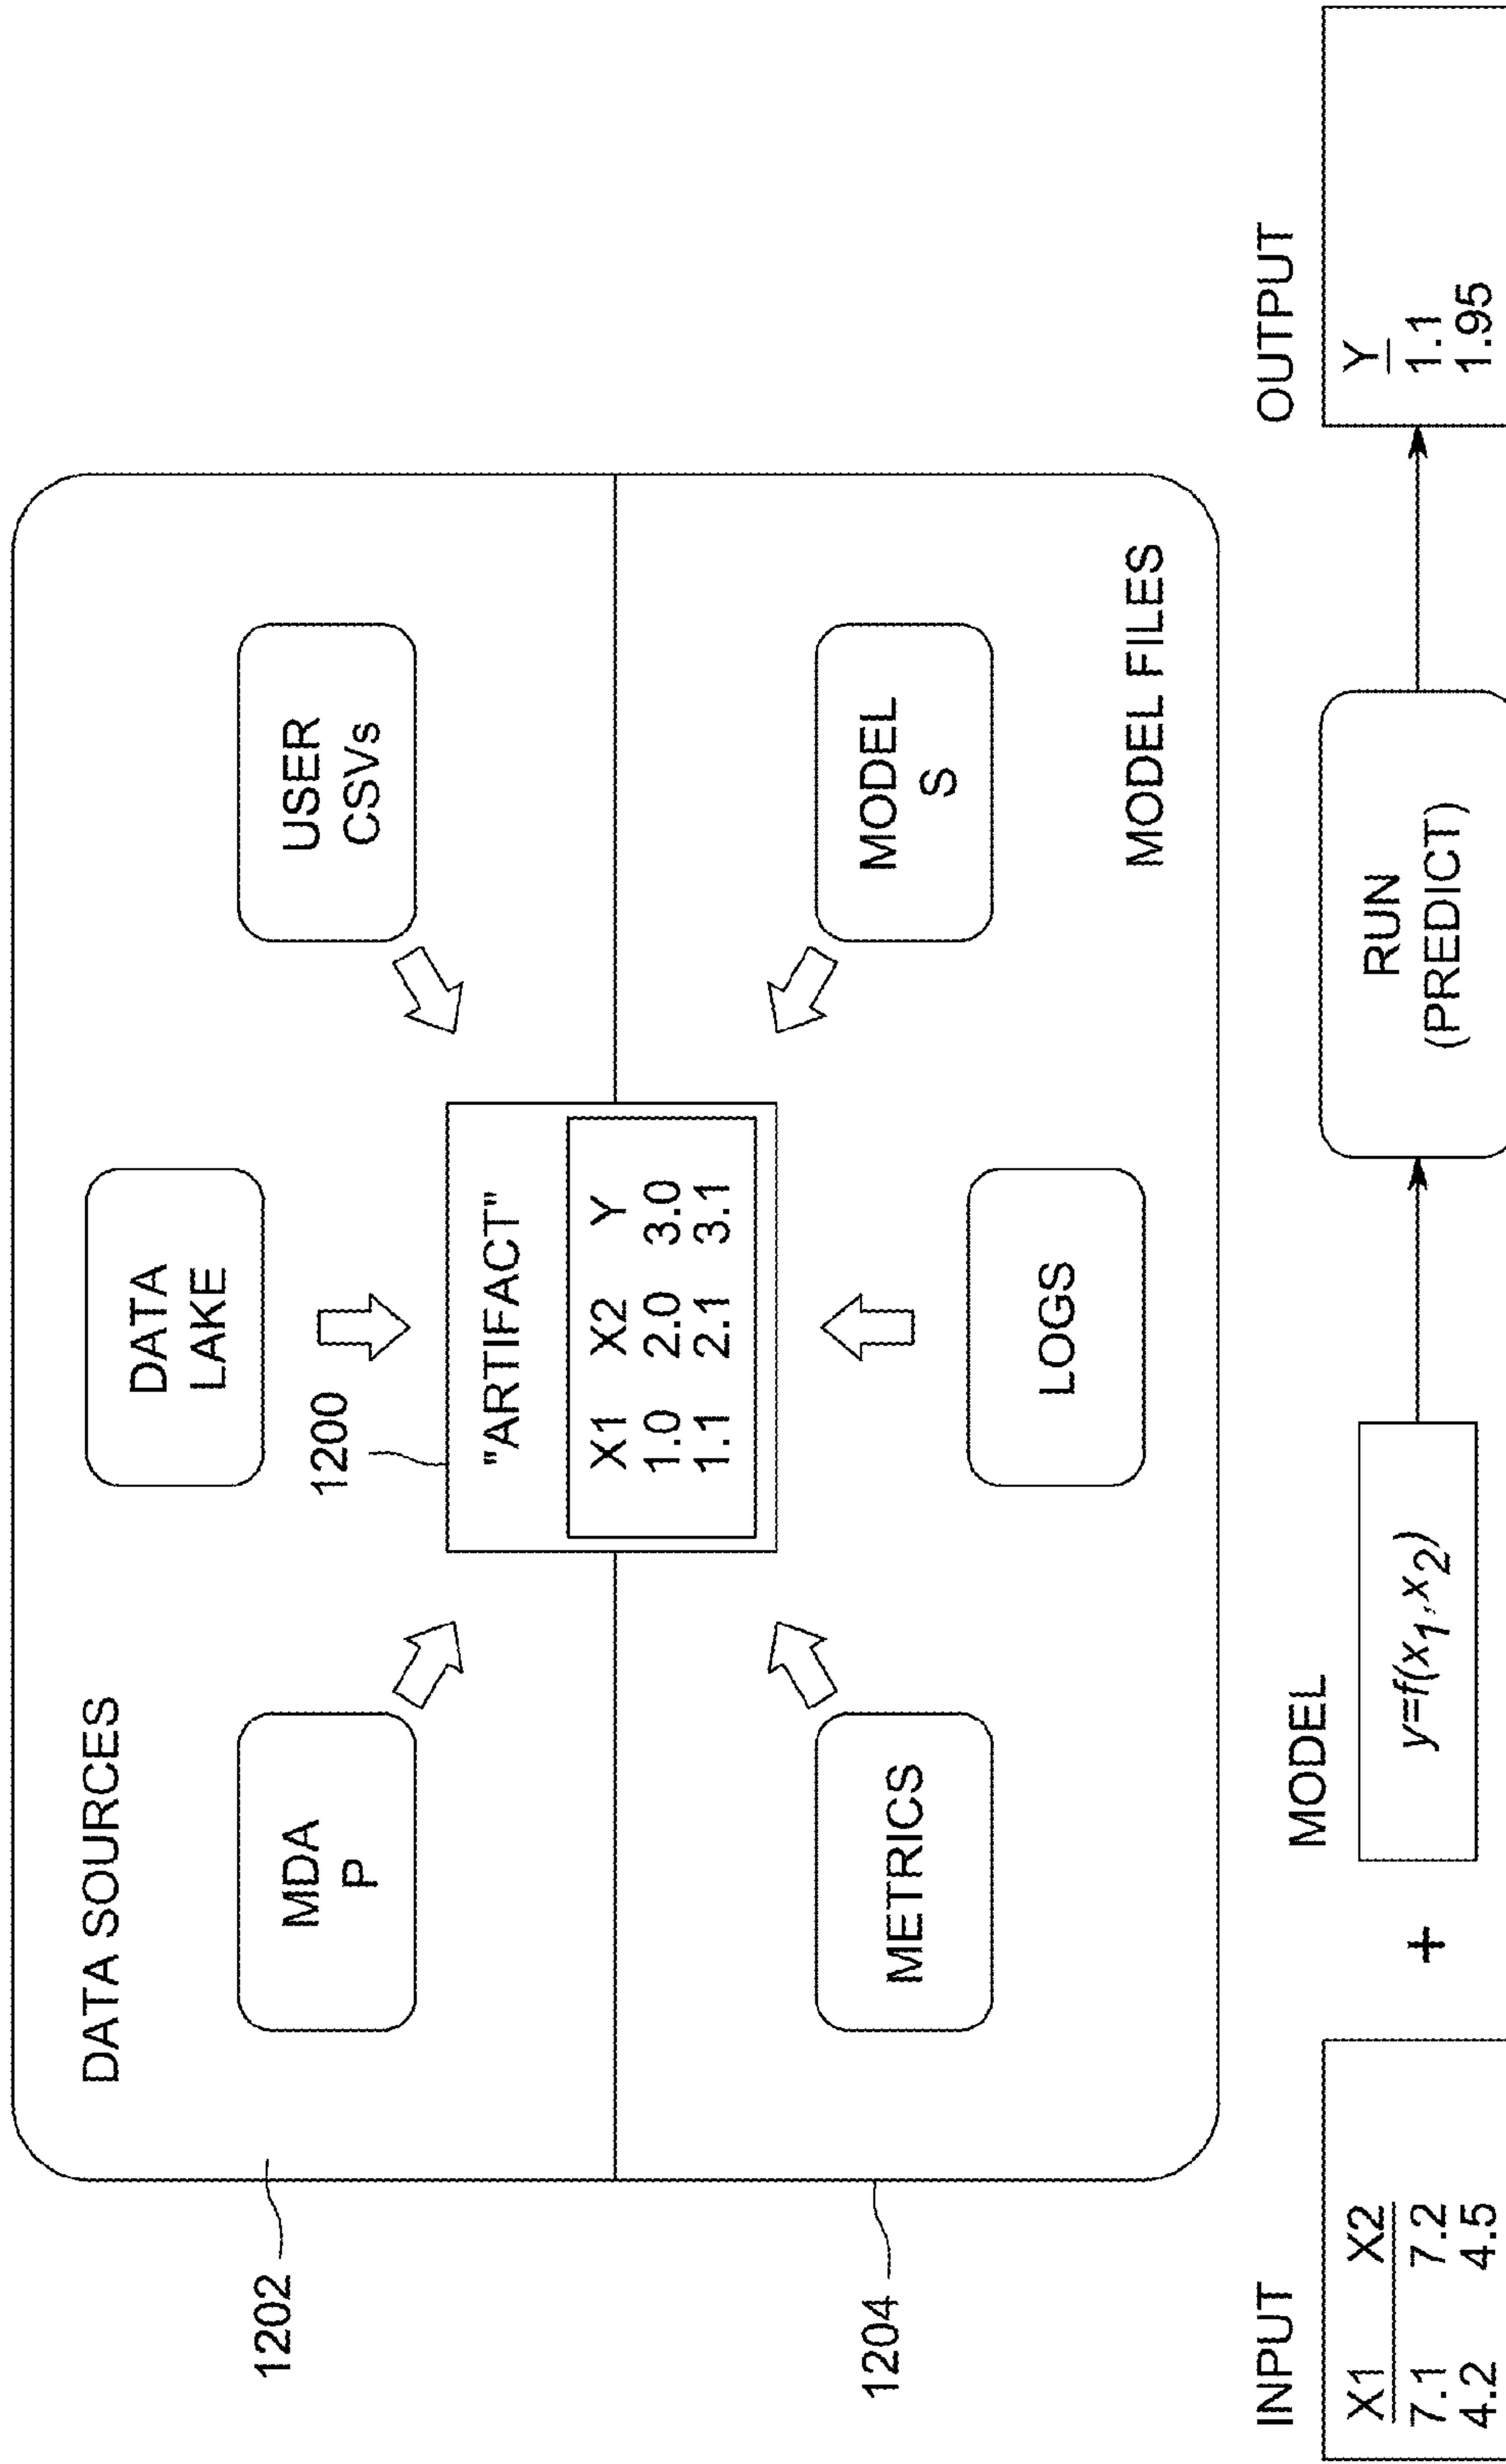 DATA SOURCES
1202
MDA
P
DATA
LAKE
USER
CSVs
1200
"ARTIFACT"
X1 X2 Y
1.0 2.0 3.0
1.1 2.1 3.1
1204
METRICS
LOGS
MODEL
S
MODEL FILES
INPUT
X1 X2
7.1 7.2
4.2 4.5
+
MODEL
y=f(x1,x2)
RUN
(PREDICT)
OUTPUT
Y
1.1
1.95